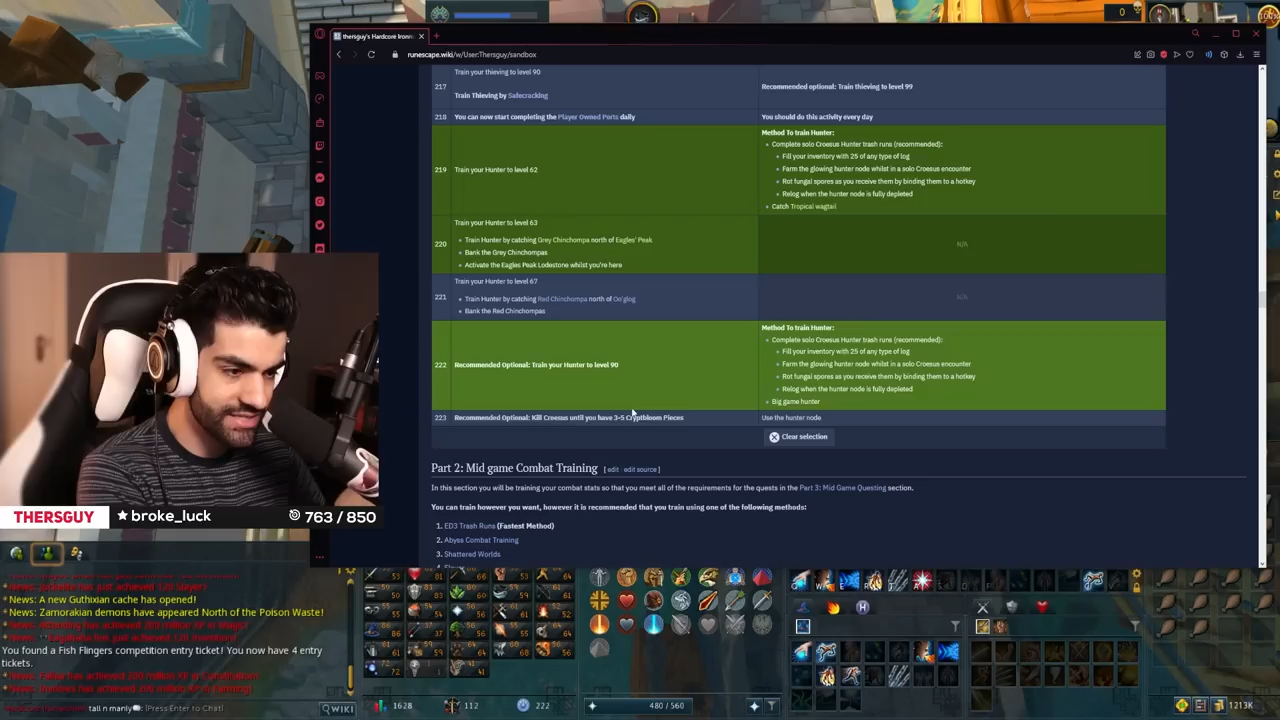 0
100%
thersguy's Hardcore Ironm
runescape.wiki/w/User:Thersguy/sandbox
Train your thieving to level 90
217
Recommended optional: Train thieving to level 99
Train Thieving by Safecracking
218
You can now start completing the Player Owned Ports daily
You should do this activity every day
Method To train Hunter:
Complete solo Croesus Hunter trash runs (recommended):
Fill your inventory with 25 of any type of log
219
Train your Hunter to level 62
Farm the glowing hunter node whilst in a solo Croesus encounter
Rot fungal spores as you receive them by binding them to a hotkey
Relog when the hunter node is fully depleted
Catch Tropical wagtail
Train your Hunter to level 63
220
Train Hunter by catching Grey Chinchompa north of Eagles' Peak
N/A
Bank the Grey Chinchompas
Activate the Eagles Peak Lodestone whilst you're here
Train your Hunter to level 67
221
Train Hunter by catching Red Chinchompa north of Oo'glog
N/A
Bank the Red Chinchompas
Method To train Hunter:
Complete solo Croesus Hunter trash runs (recommended):
Fill your inventory with 25 of any type of log
222
Recommended Optional: Train your Hunter to level 90
Farm the glowing hunter node whilst in a solo Croesus encounter
Rot fungal spores as you receive them by binding them to a hotkey
Relog when the hunter node is fully depleted
Big game hunter
223
Recommended Optional: Kill Croesus until you have 3-5 Cryptbloom Pieces
Use the hunter node
Clear selection
Part 2: Mid game Combat Training [ edit · edit source ]
In this section you will be training your combat stats so that you meet all of the requirements for the quests in the Part 3: Mid Game Questing section.
You can train however you want, however it is recommended that you train using one of the following methods:
1. ED3 Trash Runs (Fastest Method)
2. Abyss Combat Training
3. Shattered Worlds
THERSGUY
broke_luck
763 / 850
News: A new Guthixian cache has opened!
News: Zamorakian demons have appeared North of the Poison Waste!
You found a Fish Flingers competition entry ticket! You now have 4 entry
tickets.
tall n manly: [Press Enter to Chat]
WIKI
1628
112
222
480 / 560
1213K